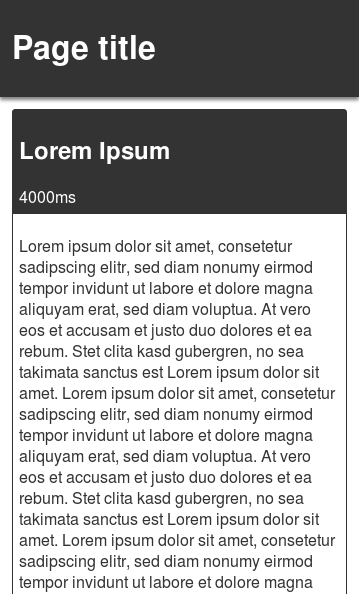 Page title
Lorem Ipsum
4000ms
Lorem ipsum dolor sit amet, consetetur
sadipscing elitr, sed diam nonumy eirmod
tempor invidunt ut labore et dolore magna
aliquyam erat, sed diam voluptua. At vero
eos et accusam et justo duo dolores et ea
rebum. Stet clita kasd gubergren, no sea
takimata sanctus est Lorem ipsum dolor sit
amet. Lorem ipsum dolor sit amet, consetetur
sadipscing elitr, sed diam nonumy eirmod
tempor invidunt ut labore et dolore magna
aliquyam erat, sed diam voluptua. At vero
eos et accusam et justo duo dolores et ea
rebum. Stet clita kasd gubergren, no sea
takimata sanctus est Lorem ipsum dolor sit
amet. Lorem ipsum dolor sit amet, consetetur
sadipscing elitr, sed diam nonumy eirmod
tempor invidunt ut labore et dolore magna